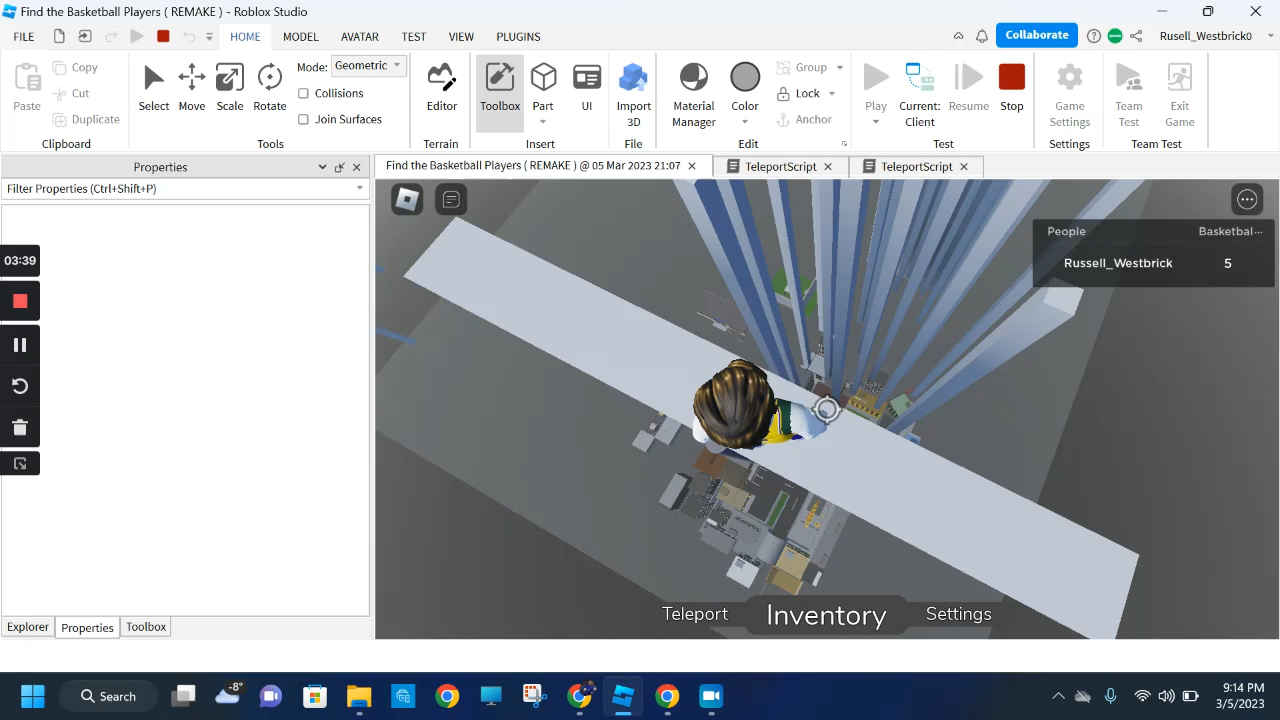 Find the Basketball Players ( REMAKE ) - Roblox Studio
FILE HOME MODEL AVATAR TEST VIEW PLUGINS Collaborate Rusell_Westbrick0
Paste Copy Cut Duplicate
Clipboard
Select Move Scale Rotate
Mode: Geometric
Collisions
Join Surfaces
Tools
Editor
Terrain
Toolbox Part UI
Insert
Import 3D
File
Material Manager
Color
Group
Lock
Anchor
Edit
Play
Current: Client
Resume
Stop
Test
Game Settings
Settings
Team Test
Exit Game
Team Test
Properties
Filter Properties (Ctrl+Shift+P)
Find the Basketball Players ( REMAKE ) @ 05 Mar 2023 21:07
TeleportScript
TeleportScript
People Basketbal...
Russell_Westbrick 5
03:39
Teleport Inventory Settings
Explorer Properties Toolbox
Search
-8°
9:14 PM
3/5/2023